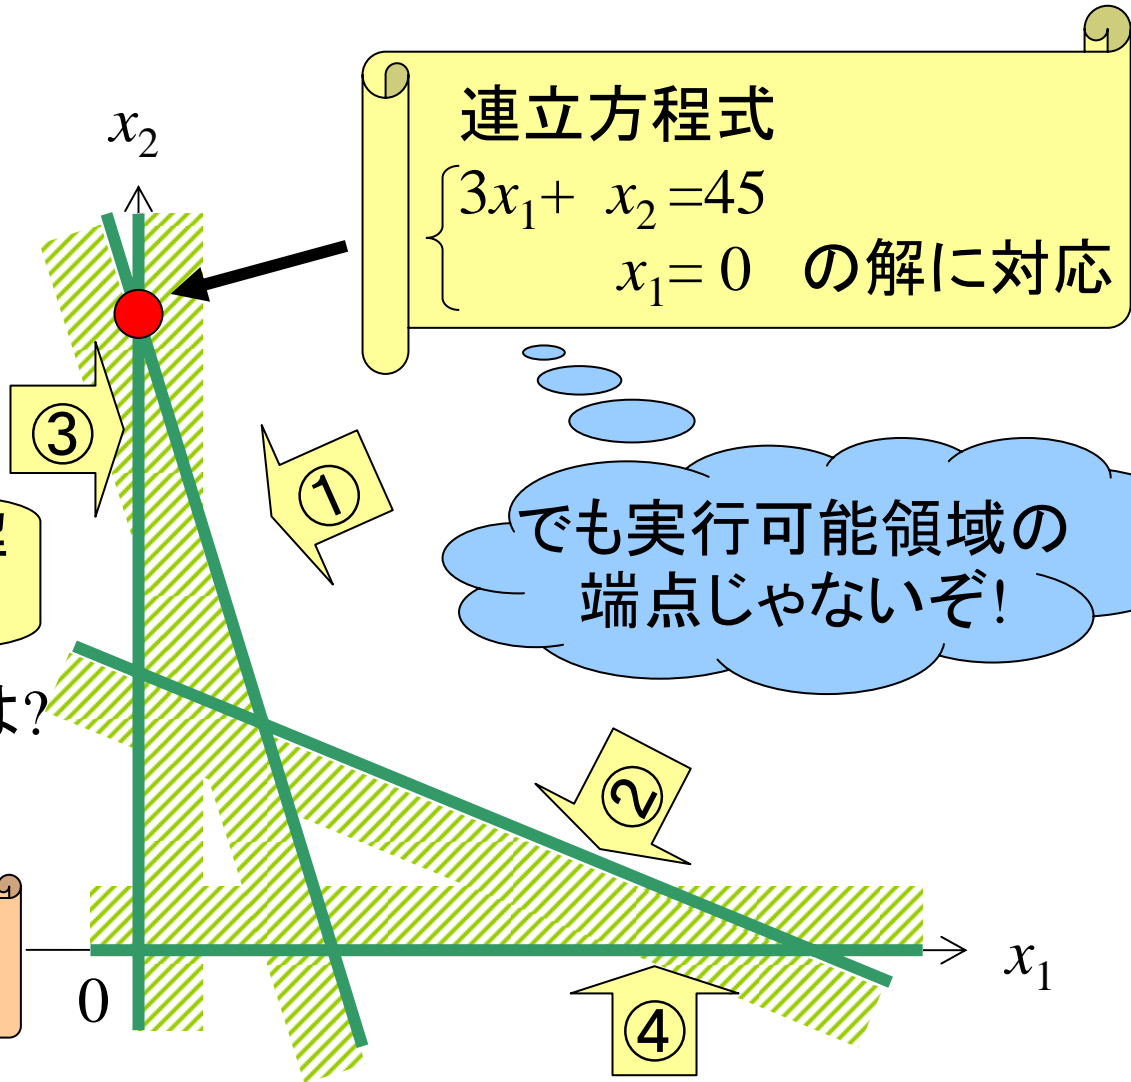 連立方程式
3x₁+ x₂ =45
x₁= 0 の解に対応
x₂
③
①
でも実行可能領域の
端点じゃないぞ!
は?
②
④
0
x₁